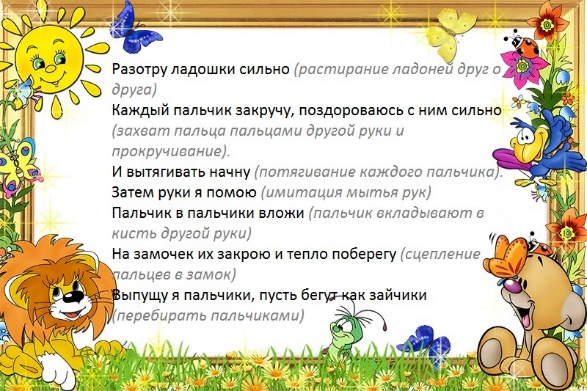 Разотру ладошки сильно (растирание ладоней друг о
друга)
Каждый пальчик закручу, поздороваюсь с ним сильно
(захват пальца пальцами другой руки и
прокручивание).
И вытягивать начну (потягивание каждого пальчика).
Затем руки я помою (имитация мытья рук)
Пальчик в пальчики вложи (пальчик вкладывают в
кисть другой руки)
На замочек их закрою и тепло поберегу (сцепление
пальцев в замок)
Выпущу я пальчики, пусть бегут как зайчики
(перебирать пальчиками)